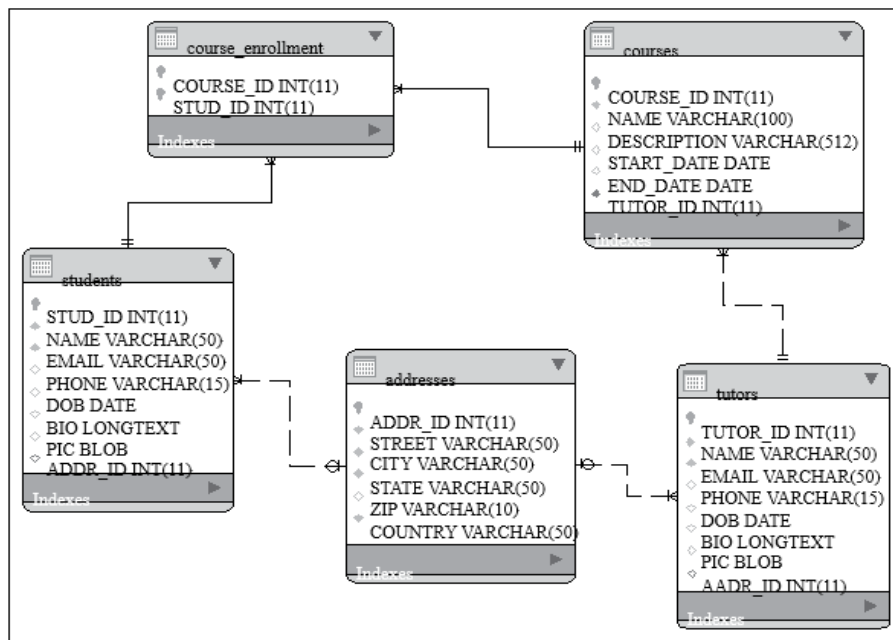 course_enrollment
COURSE_ID INT(11)
STUD_ID INT(11)
Indexes
courses
COURSE_ID INT(11)
NAME VARCHAR(100)
DESCRIPTION VARCHAR(512)
START_DATE DATE
END_DATE DATE
TUTOR_ID INT(11)
Indexes
students
STUD_ID INT(11)
NAME VARCHAR(50)
EMAIL VARCHAR(50)
PHONE VARCHAR(15)
DOB DATE
BIO LONGTEXT
PIC BLOB
ADDR_ID INT(11)
Indexes
addresses
ADDR_ID INT(11)
STREET VARCHAR(50)
CITY VARCHAR(50)
STATE VARCHAR(50)
ZIP VARCHAR(10)
COUNTRY VARCHAR(50)
Indexes
tutors
TUTOR_ID INT(11)
NAME VARCHAR(50)
EMAIL VARCHAR(50)
PHONE VARCHAR(15)
DOB DATE
BIO LONGTEXT
PIC BLOB
AADR_ID INT(11)
Indexes